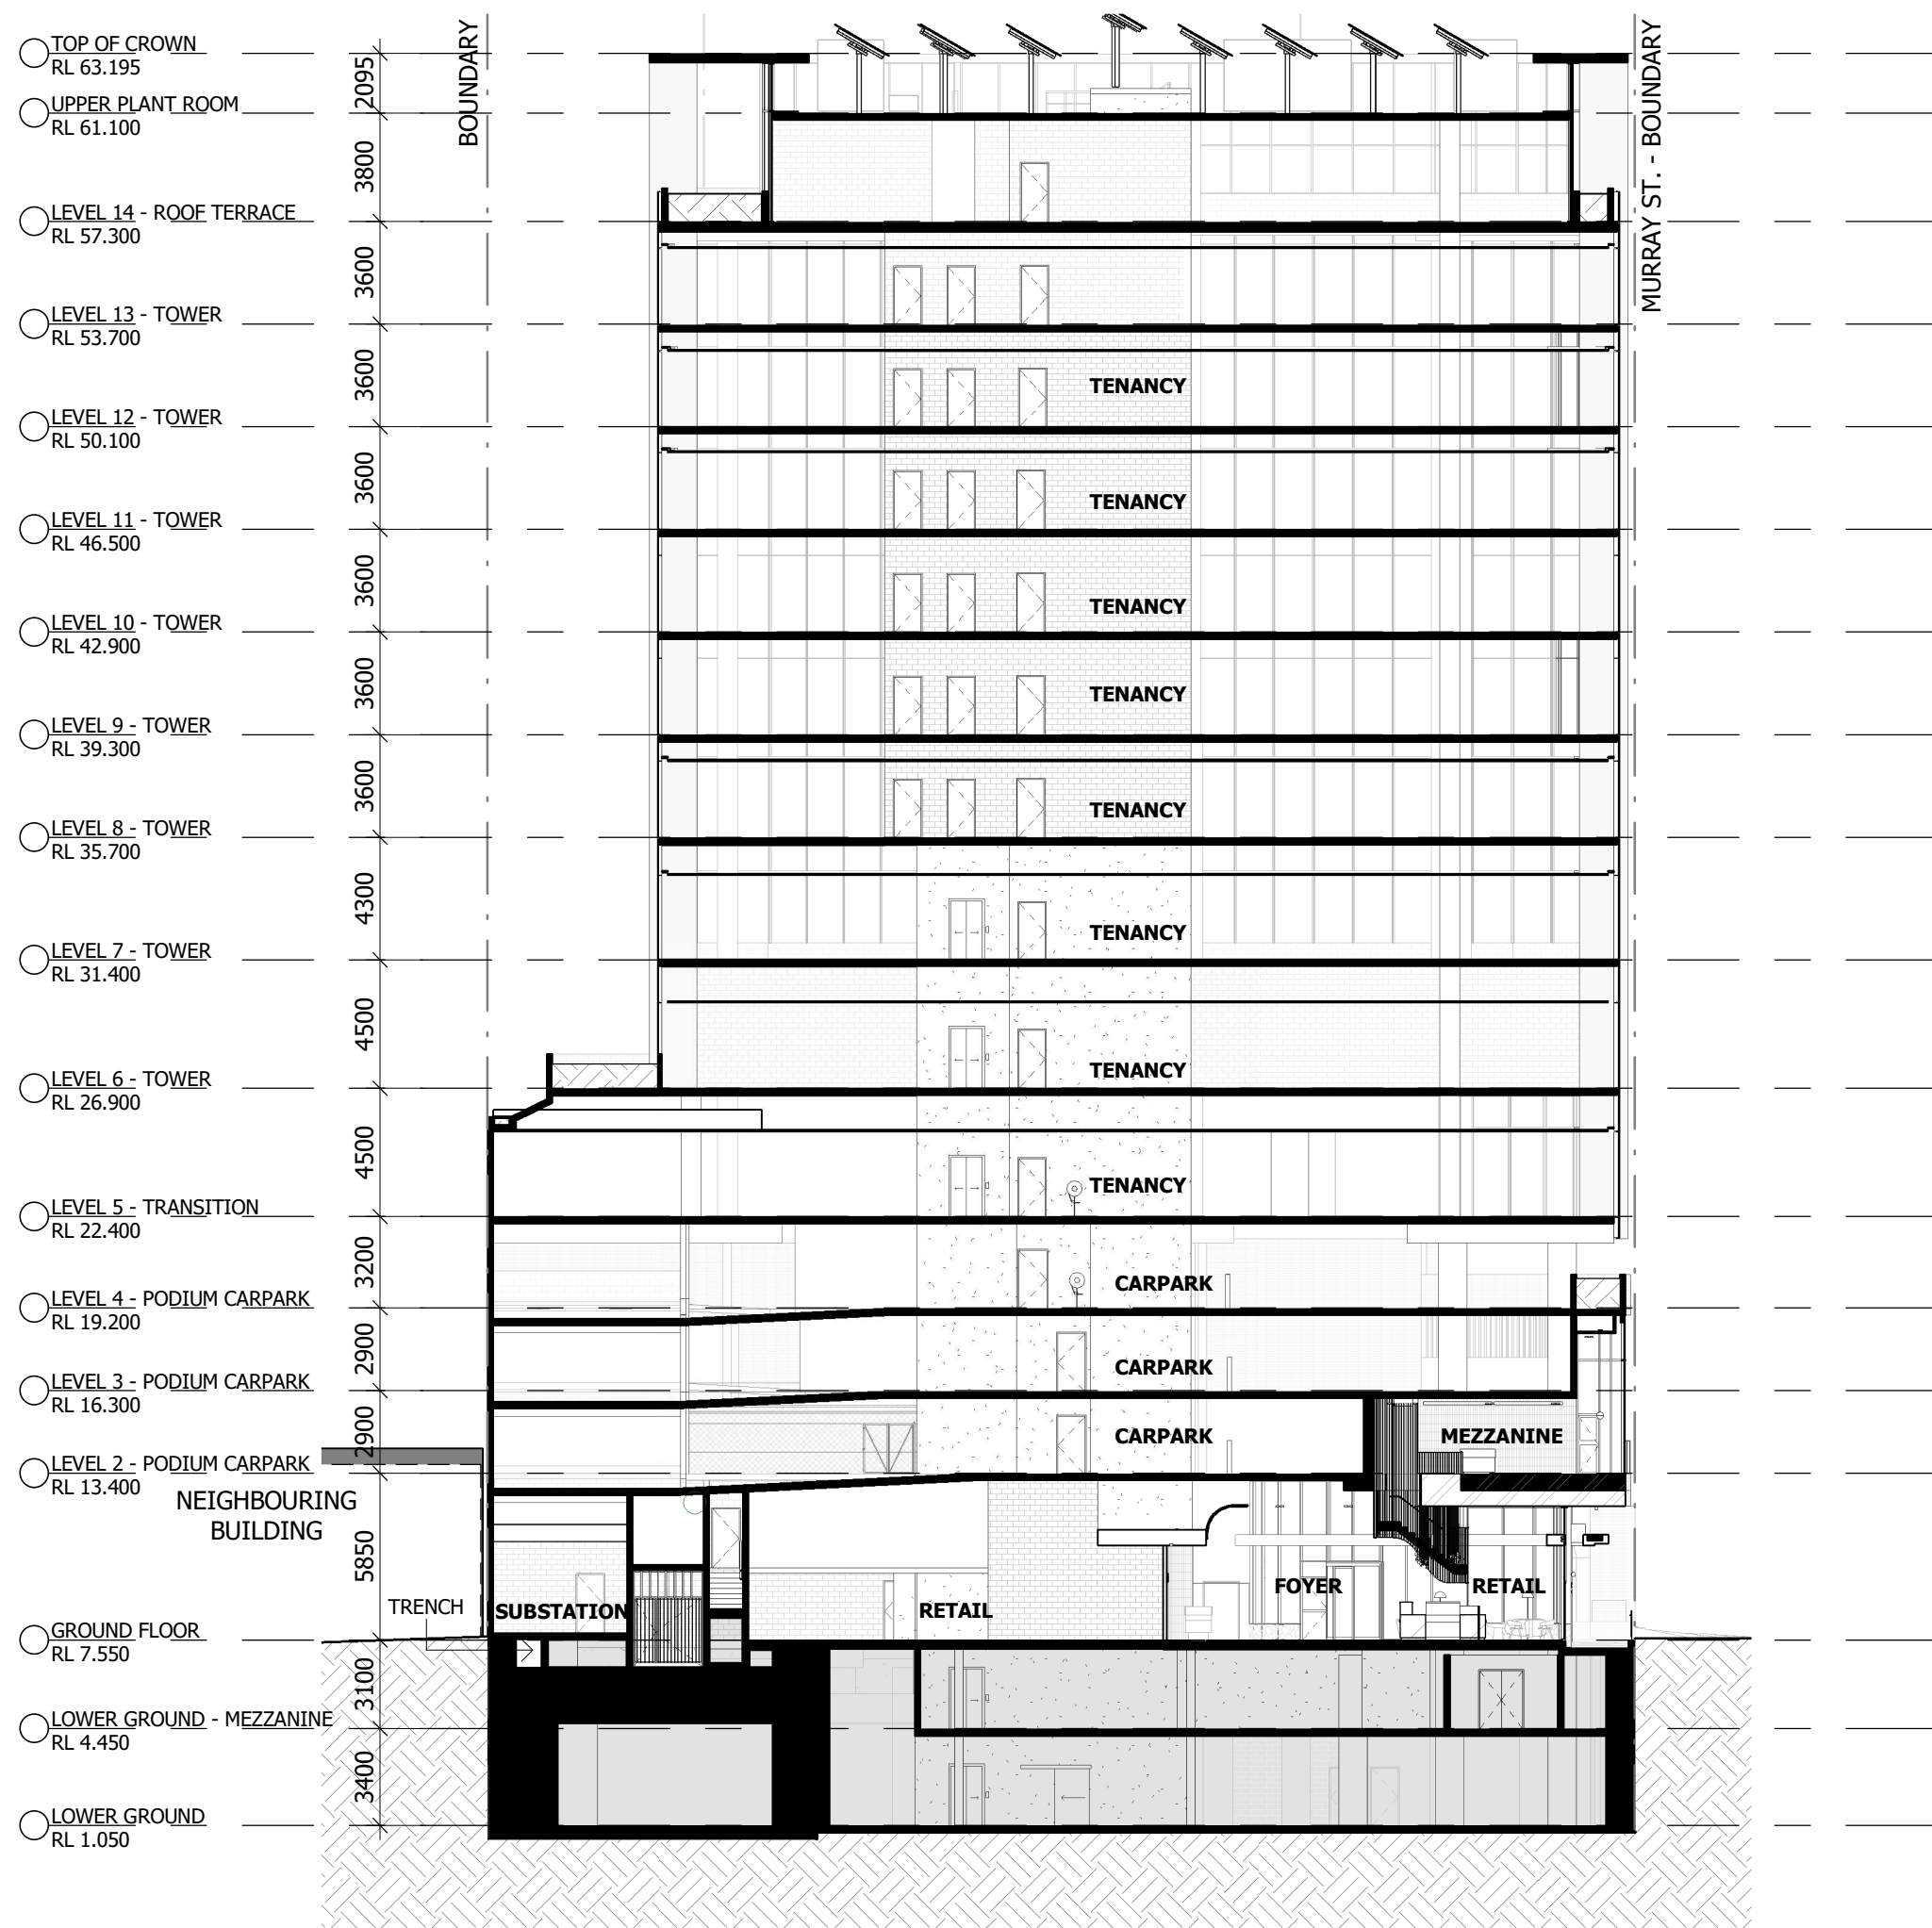 TOP OF CROWN
RL 63.195
UPPER PLANT ROOM
RL 61.100
LEVEL 14 - ROOF TERRACE
RL 57.300
LEVEL 13 - TOWER
RL 53.700
LEVEL 12 - TOWER
RL 50.100
LEVEL 11 - TOWER
RL 46.500
LEVEL 10 - TOWER
RL 42.900
LEVEL 9 - TOWER
RL 39.300
LEVEL 8 - TOWER
RL 35.700
LEVEL 7 - TOWER
RL 31.400
LEVEL 6 - TOWER
RL 26.900
LEVEL 5 - TRANSITION
RL 22.400
LEVEL 4 - PODIUM CARPARK
RL 19.200
LEVEL 3 - PODIUM CARPARK
RL 16.300
LEVEL 2 - PODIUM CARPARK
RL 13.400
NEIGHBOURING
BUILDING
TRENCH
GROUND FLOOR
RL 7.550
LOWER GROUND - MEZZANINE
RL 4.450
LOWER GROUND
RL 1.050
2095
3800
3600
3600
3600
3600
3600
3600
4300
4500
4500
3200
2900
2900
5850
3100
3400
BOUNDARY
MURRAY ST. - BOUNDARY
TENANCY
TENANCY
TENANCY
TENANCY
TENANCY
TENANCY
TENANCY
TENANCY
CARPARK
CARPARK
CARPARK
MEZZANINE
SUBSTATION
RETAIL
FOYER
RETAIL